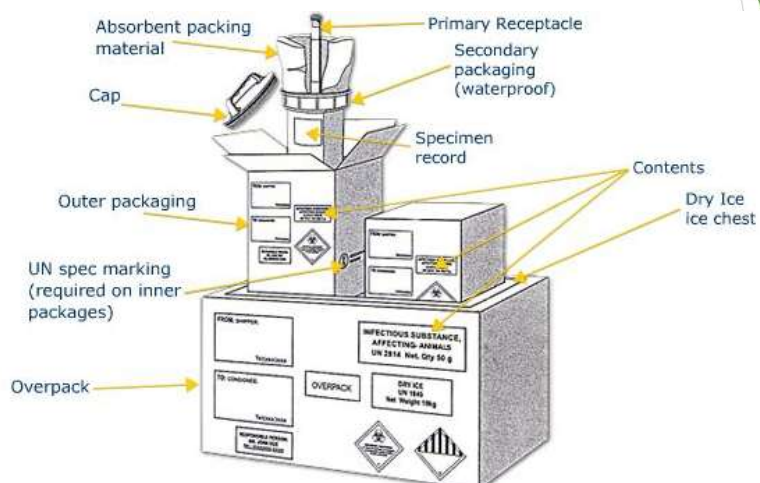 Absorbent packing
material
Primary Receptacle
Secondary
packaging
(waterproof)
Cap
Specimen
record
Contents
Outer packaging
Dry Ice
ice chest
UN spec marking
(required on inner
packages)
Overpack
FROM: SHIPPER:
TO: CONSIGNEE:
OVERPACK
INFECTIOUS SUBSTANCE,
AFFECTING ANIMALS
UN 2814 Net. Qty 50 g
DRY ICE
UN 1845
Net Weight 10kg
RESPONSIBLE PERSON: